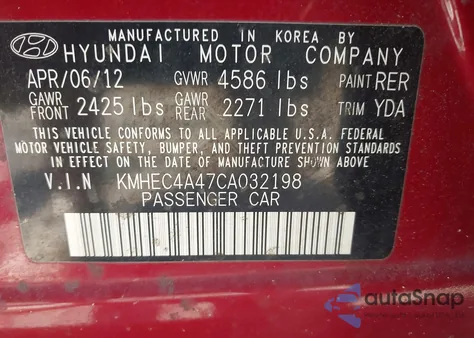 MANUFACTURED IN KOREA BY
HYUNDAI MOTOR COMPANY
APR/06/12 GVWR 4586 lbs PAINT RER
GAWR FRONT 2425 lbs GAWR REAR 2271 lbs TRIM YDA
THIS VEHICLE CONFORMS TO ALL APPLICABLE U.S.A. FEDERAL
MOTOR VEHICLE SAFETY, BUMPER, AND THEFT PREVENTION STANDARDS
IN EFFECT ON THE DATE OF MANUFACTURE SHOWN ABOVE.
V.I.N KMHEC4A47CA032198
PASSENGER CAR
autoSnap